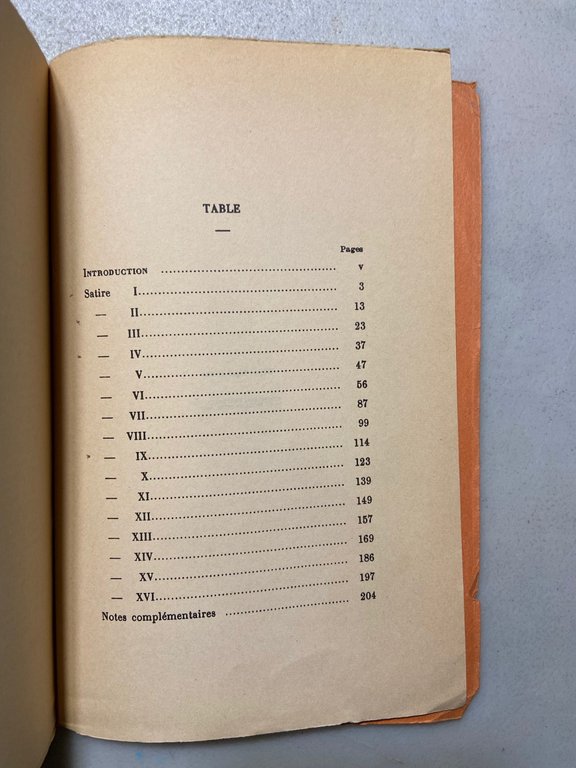 TABLE
Pages
INTRODUCTION ........ v
Satire I........ 3
— II........ 13
— III........ 23
— IV........ 37
— V........ 47
— VI........ 56
— VII........ 87
— VIII........ 99
— IX........ 114
— X........ 123
— XI........ 139
— XII........ 149
— XIII........ 157
— XIV........ 169
— XV........ 186
— XVI........ 197
Notes complémentaires ........ 204